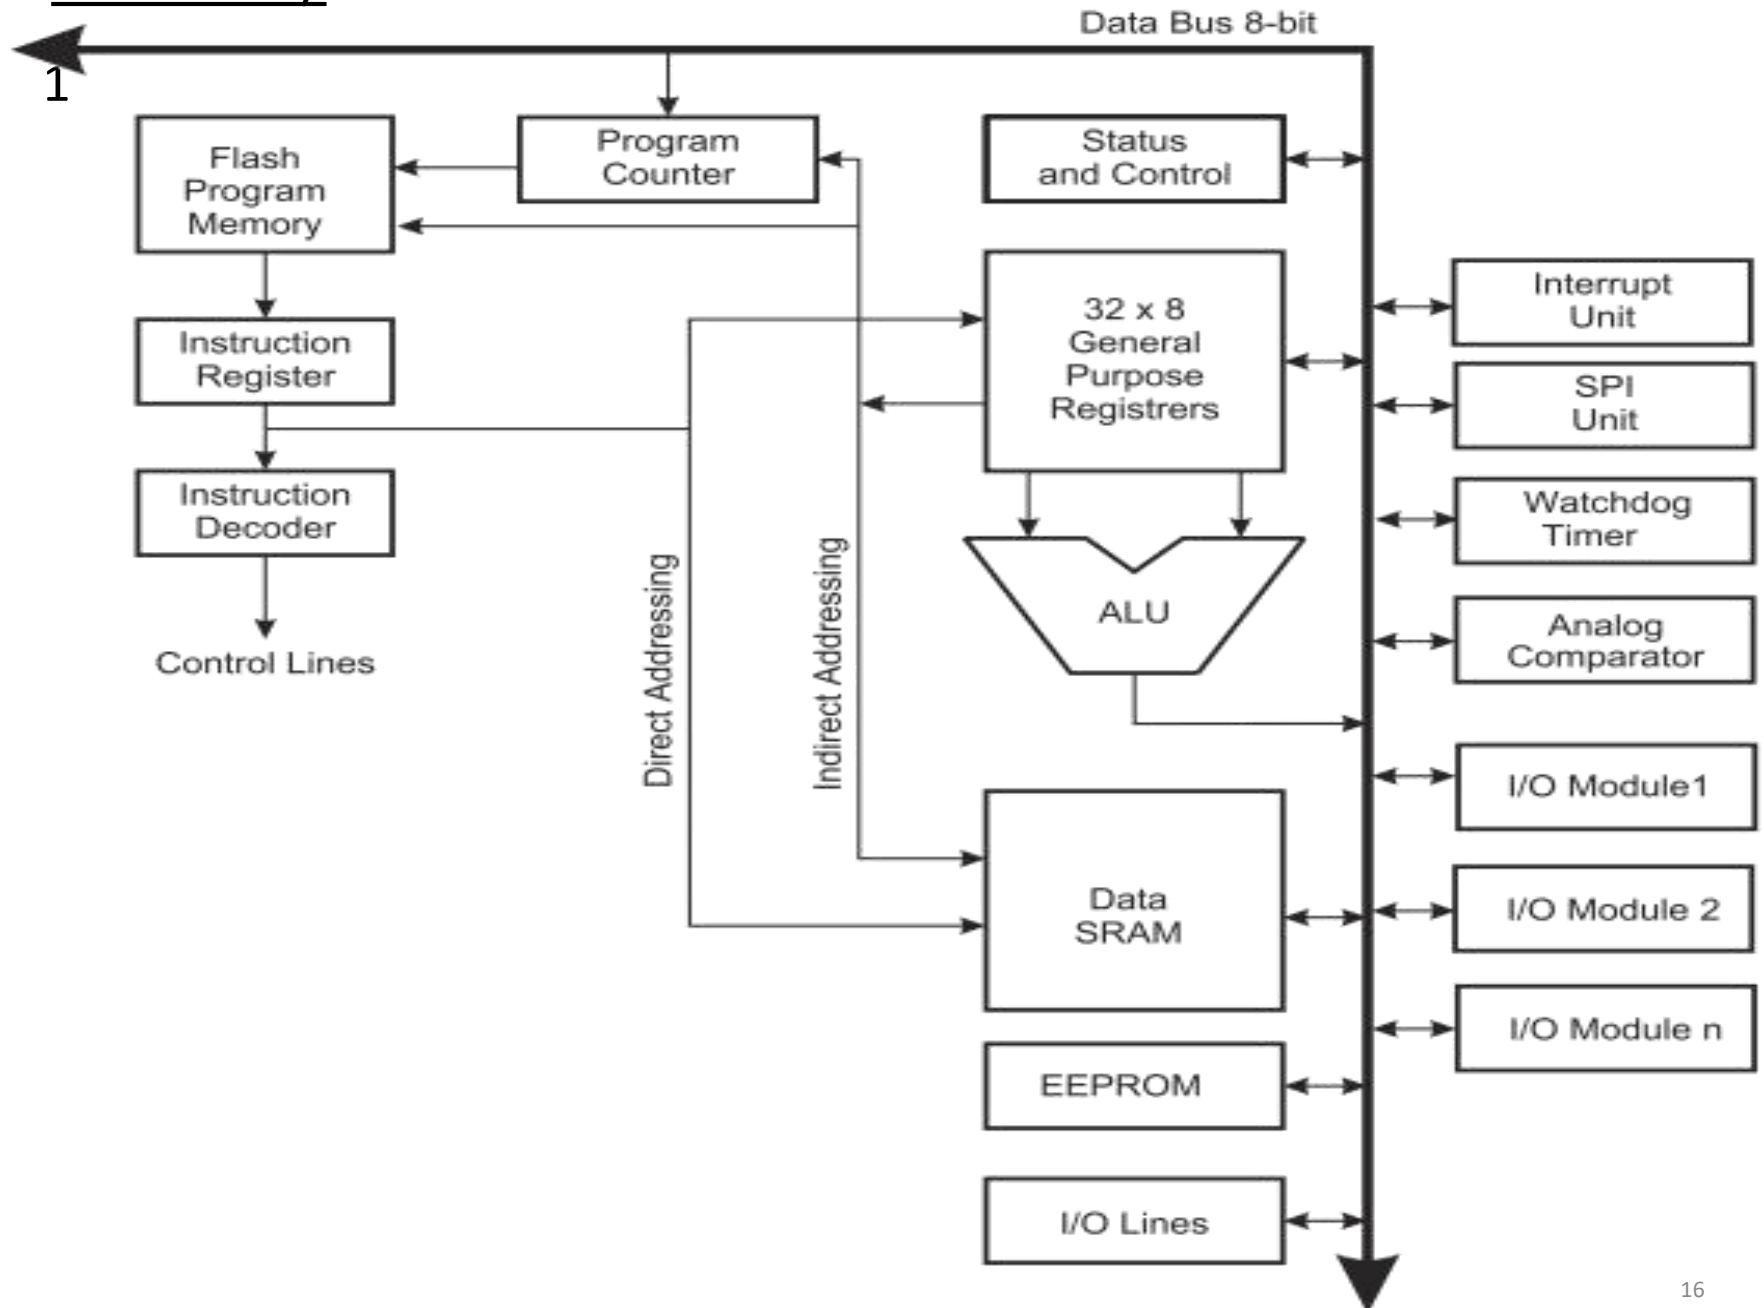 Data Bus 8-bit
1
Flash
Program
Memory
Program
Counter
Status
and Control
Instruction
Register
32 x 8
General
Purpose
Registrers
Interrupt
Unit
SPI
Unit
Instruction
Decoder
Watchdog
Timer
Control Lines
Direct Addressing
Indirect Addressing
ALU
Analog
Comparator
I/O Module1
Data
SRAM
I/O Module 2
I/O Module n
EEPROM
I/O Lines
16